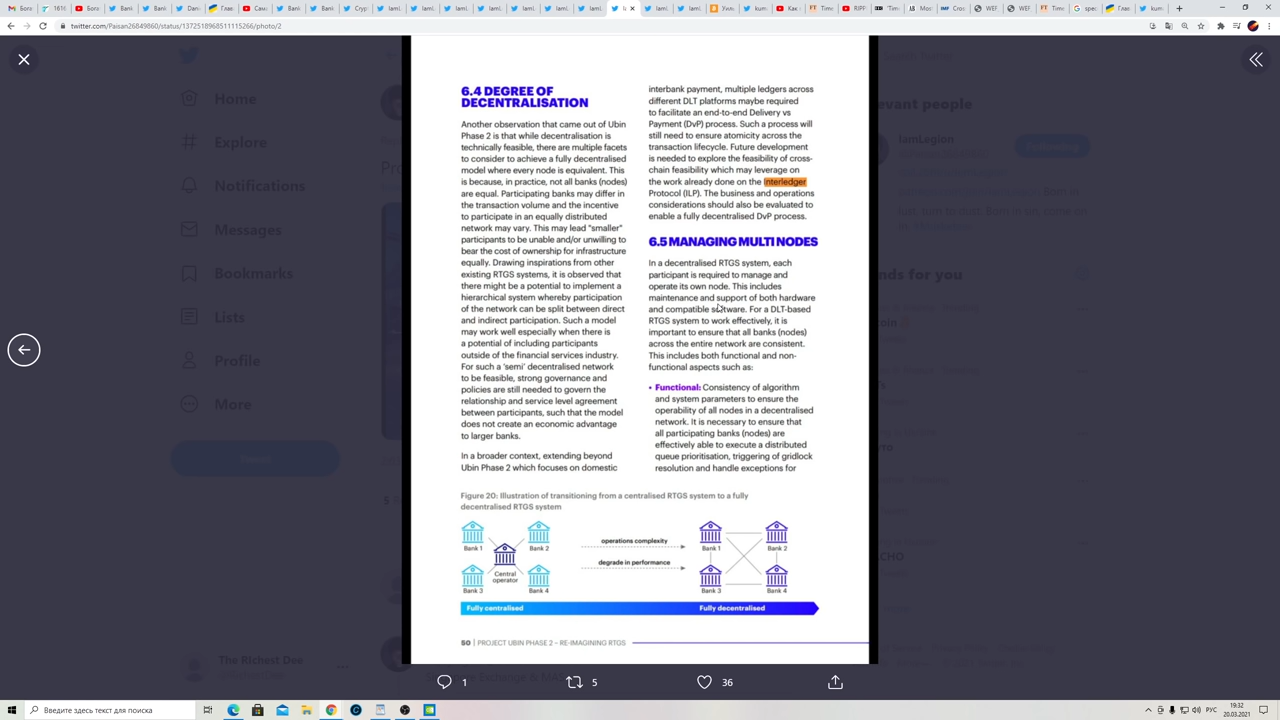 twitter.com/Paisan26849860/status/1372518968511115266/photo/2
Home
Explore
Notifications
Messages
Bookmarks
Lists
Profile
More
The Richest Dve
6.4 DEGREE OF
DECENTRALISATION
Another observation that came out of Ubin
Phase 2 is that while decentralisation is
technically feasible, there are multiple facets
to consider to achieve a fully decentralised
model where every node is equivalent. This
is because, in practice, not all banks (nodes)
are equal. Participating banks may differ in
the transaction volume and the incentive
to participate in an equally distributed
network may vary. This may lead "smaller"
participants to be unable and/or unwilling to
bear the cost of ownership for infrastructure
equally. Drawing inspirations from other
existing RTGS systems, it is observed that
there might be a potential to implement a
hierarchical system whereby participation
of the network can be split between direct
and indirect participation. Such a model
may work well especially when there is
a potential of including participants
outside of the financial services industry.
For such a 'semi' decentralised network
to be feasible, strong governance and
policies are still needed to govern the
relationship and service level agreement
between participants, such that the model
does not create an economic advantage
to larger banks.
In a broader context, extending beyond
Ubin Phase 2 which focuses on domestic
interbank payment, multiple ledgers across
different DLT platforms maybe required
to facilitate an end-to-end Delivery vs
Payment (DvP) process. Such a process will
still need to ensure atomicity across the
transaction lifecycle. Future development
is needed to explore the feasibility of cross-
chain feasibility which may leverage on
the work already done on the Interledger
Protocol (ILP). The business and operations
considerations should also be evaluated to
enable a fully decentralised DvP process.
6.5 MANAGING MULTI NODES
In a decentralised RTGS system, each
participant is required to manage and
operate its own node. This includes
maintenance and support of both hardware
and compatible software. For a DLT-based
RTGS system to work effectively, it is
important to ensure that all banks (nodes)
across the entire network are consistent.
This includes both functional and non-
functional aspects such as:
• Functional: Consistency of algorithm
and system parameters to ensure the
operability of all nodes in a decentralised
network. It is necessary to ensure that
all participating banks (nodes) are
effectively able to execute a distributed
queue prioritisation, triggering of gridlock
resolution and handle exceptions for
Figure 20: Illustration of transitioning from a centralised RTGS system to a fully
decentralised RTGS system
Bank 1
Bank 2
Central
operator
Bank 3
Bank 4
operations complexity
degrade in performance
Bank 1
Bank 2
Bank 3
Bank 4
Fully centralised
Fully decentralised
50 | PROJECT UBIN PHASE 2 – RE-IMAGINING RTGS
IamLegion
Following
1
5
36
Введите здесь текст для поиска
РУС
19:32
20.03.2021